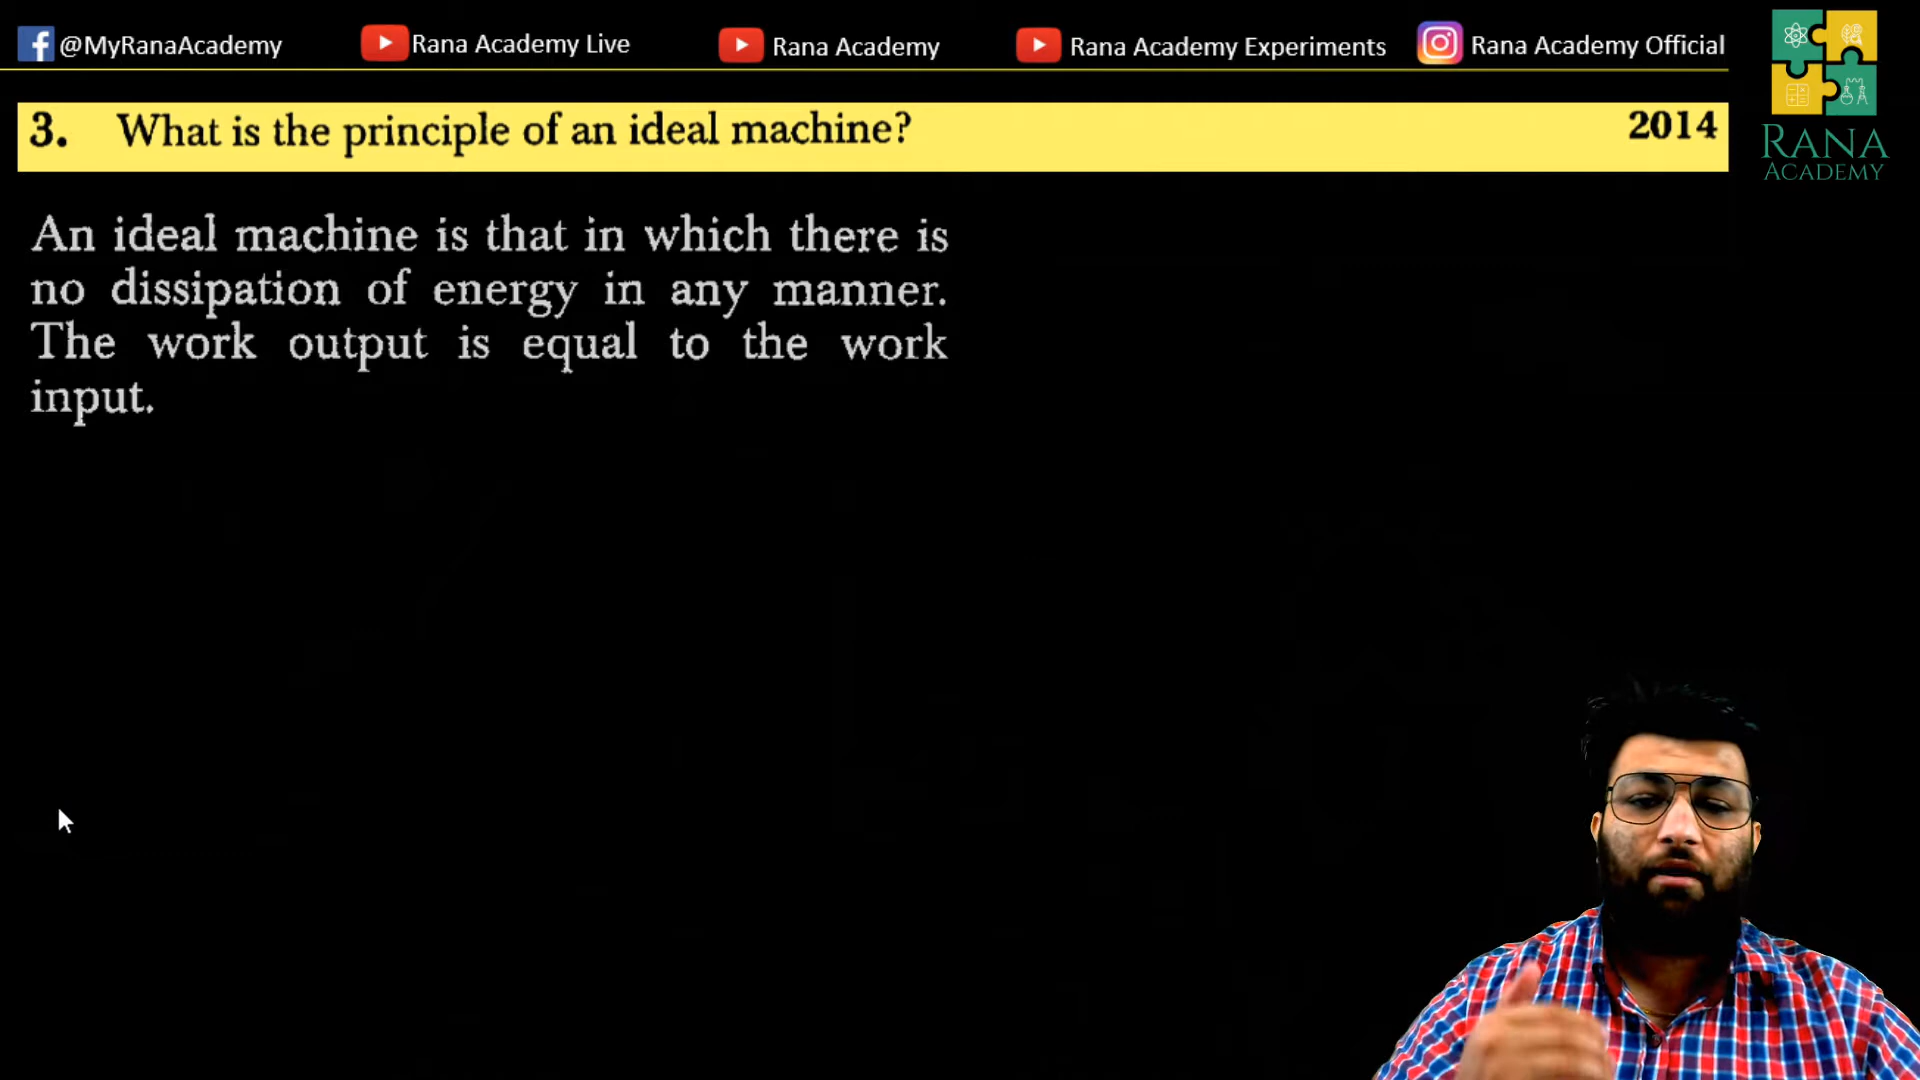 @MyRanaAcademy Rana Academy Live Rana Academy Rana Academy Experiments Rana Academy Official
3. What is the principle of an ideal machine? 2014
RANA
ACADEMY
An ideal machine is that in which there is
no dissipation of energy in any manner.
The work output is equal to the work
input.